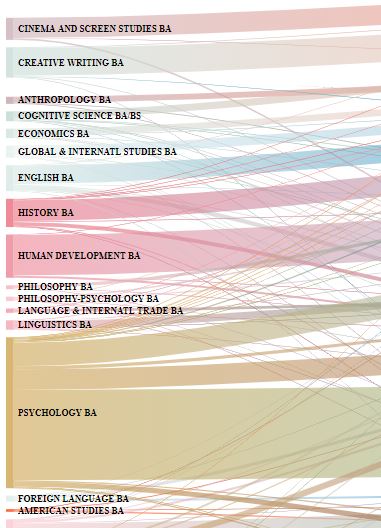 CINEMA AND SCREEN STUDIES BA
CREATIVE WRITING BA
ANTHROPOLOGY BA
COGNITIVE SCIENCE BA/BS
ECONOMICS BA
GLOBAL & INTERNATL STUDIES BA
ENGLISH BA
HISTORY BA
HUMAN DEVELOPMENT BA
PHILOSOPHY BA
PHILOSOPHY-PSYCHOLOGY BA
LANGUAGE & INTERNATL TRADE BA
LINGUISTICS BA
PSYCHOLOGY BA
FOREIGN LANGUAGE BA
AMERICAN STUDIES BA